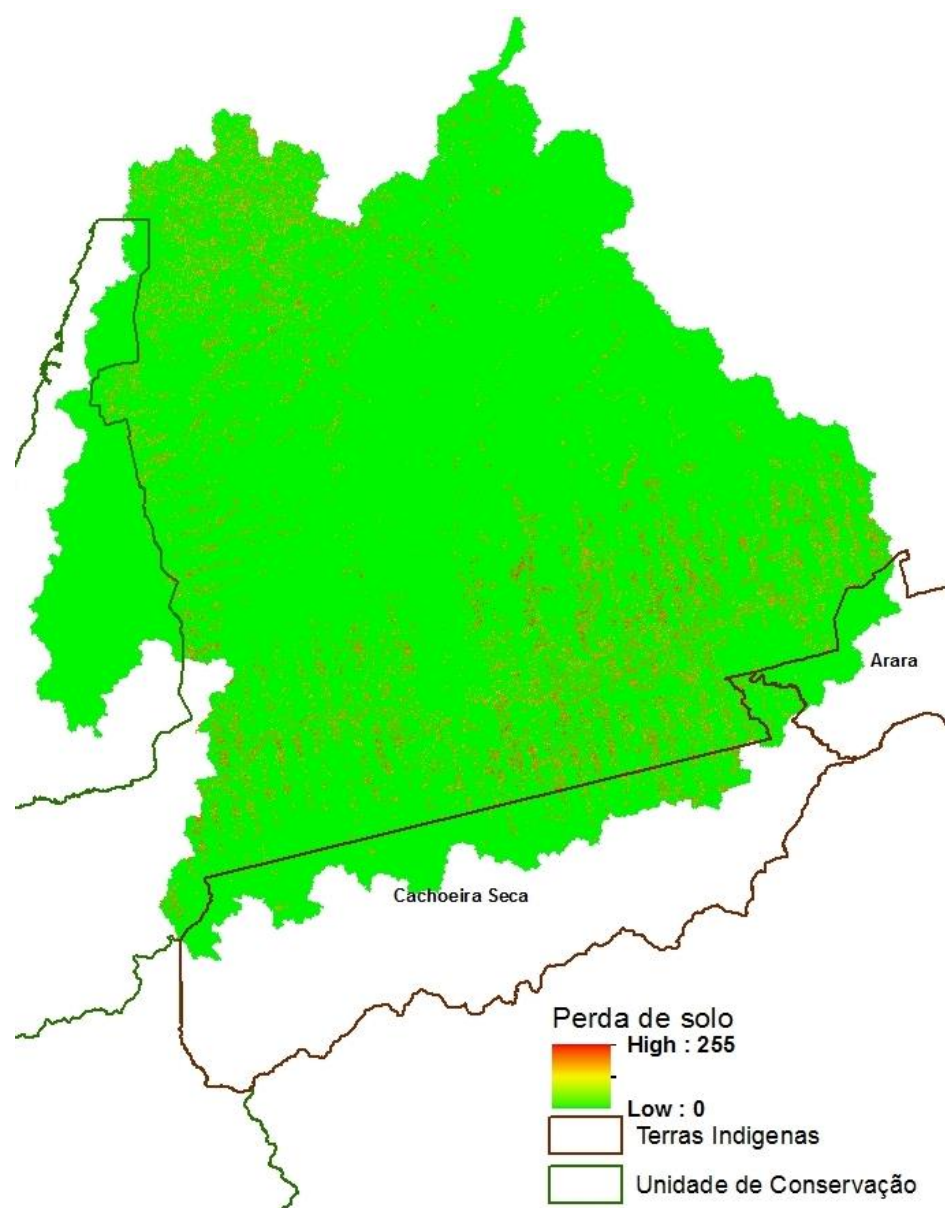 Arara
Cachoeira Seca
Perda de solo
High : 255
Low : 0
Terras Indigenas
Unidade de Conservação